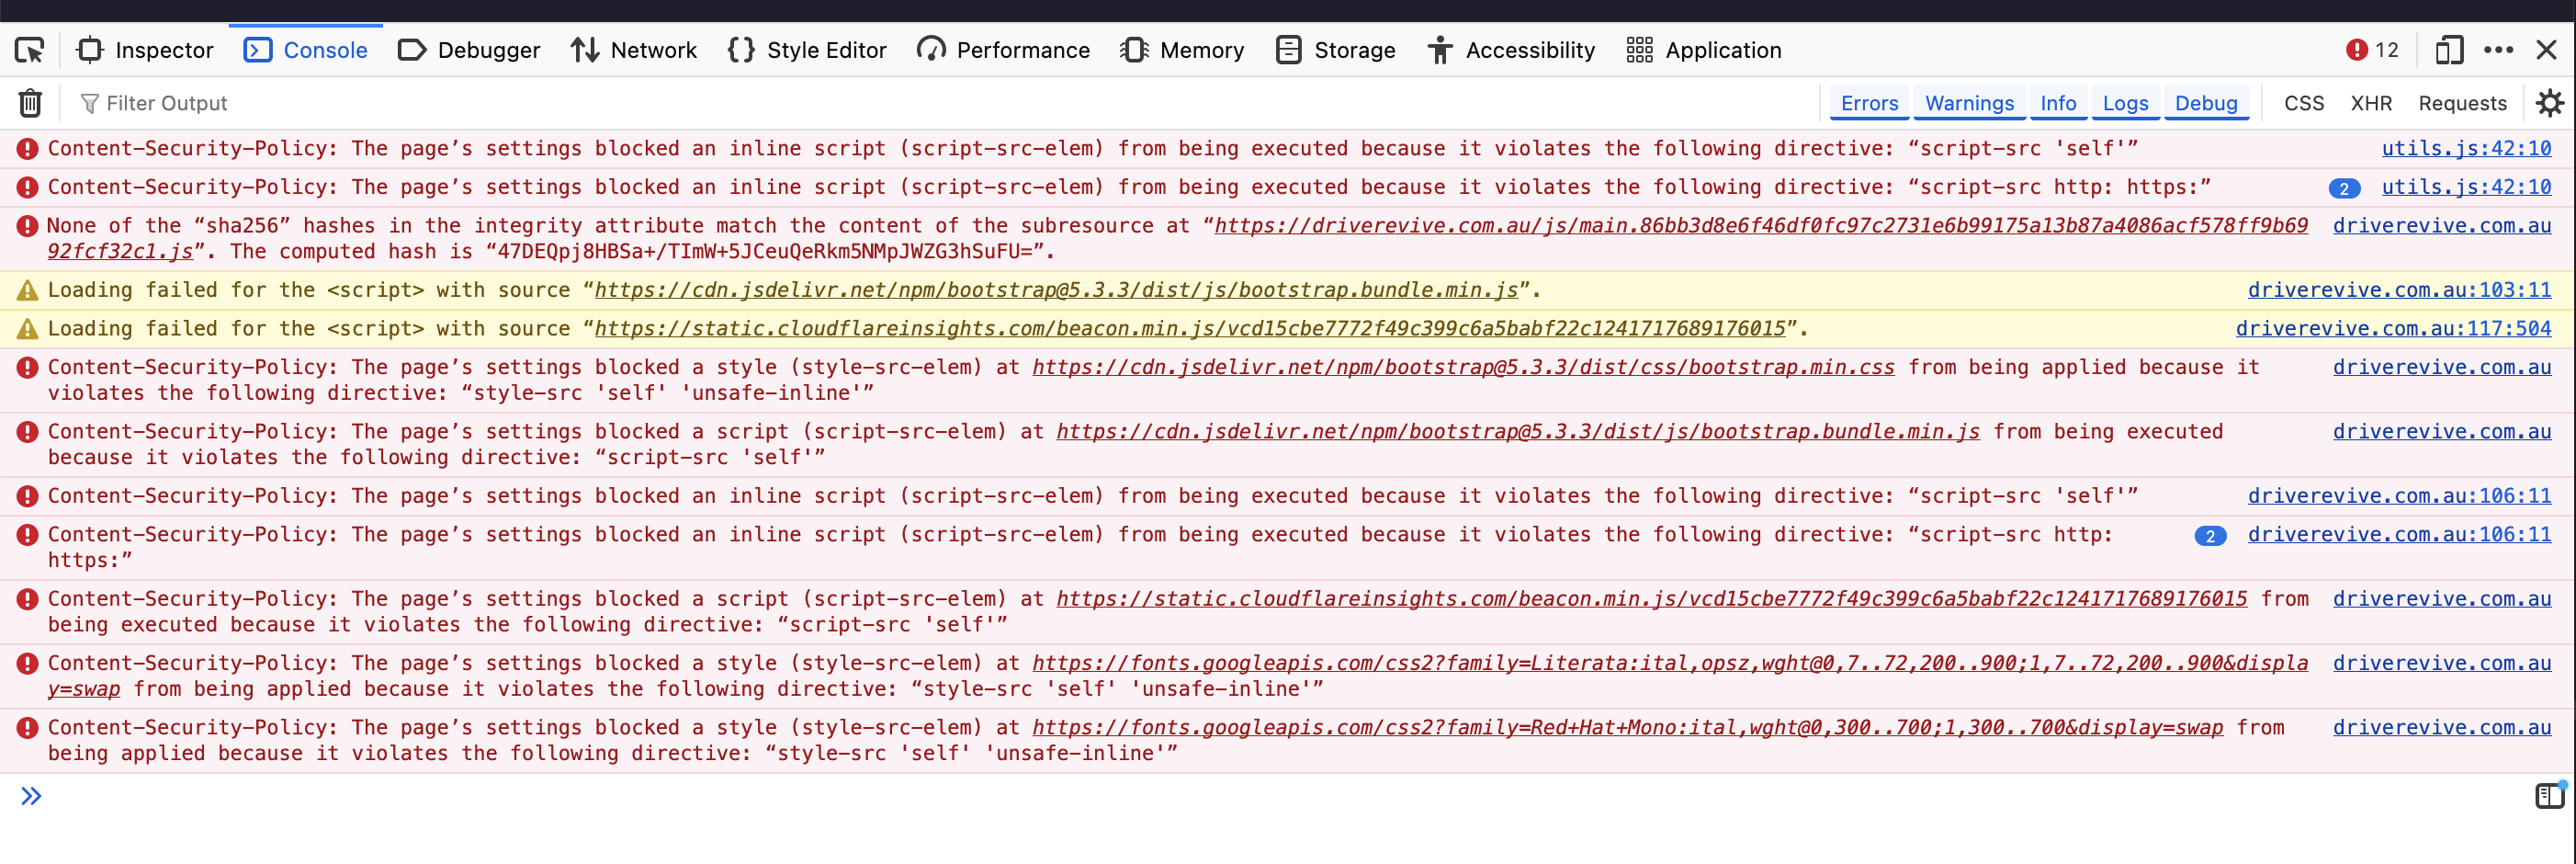 Inspector Console Debugger Network Style Editor Performance Memory Storage Accessibility Application 12
Filter Output Errors Warnings Info Logs Debug CSS XHR Requests
Content-Security-Policy: The page’s settings blocked an inline script (script-src-elem) from being executed because it violates the following directive: “script-src 'self'” utils.js:42:10
Content-Security-Policy: The page’s settings blocked an inline script (script-src-elem) from being executed because it violates the following directive: “script-src http: https:” 2 utils.js:42:10
None of the “sha256” hashes in the integrity attribute match the content of the subresource at “https://driverevive.com.au/js/main.86bb3d8e6f46df0fc97c2731e6b99175a13b87a4086acf578ff9b69 driverevive.com.au
92fcf32c1.js”. The computed hash is “47DEQpj8HBSa+/TImW+5JCeuQeRkm5NMpJWZG3hSuFU=”.
Loading failed for the <script> with source “https://cdn.jsdelivr.net/npm/bootstrap@5.3.3/dist/js/bootstrap.bundle.min.js”. driverevive.com.au:103:11
Loading failed for the <script> with source “https://static.cloudflareinsights.com/beacon.min.js/vcd15cbe7772f49c399c6a5babf22c1241717689176015”. driverevive.com.au:117:504
Content-Security-Policy: The page’s settings blocked a style (style-src-elem) at https://cdn.jsdelivr.net/npm/bootstrap@5.3.3/dist/css/bootstrap.min.css from being applied because it driverevive.com.au
violates the following directive: “style-src 'self' 'unsafe-inline'”
Content-Security-Policy: The page’s settings blocked a script (script-src-elem) at https://cdn.jsdelivr.net/npm/bootstrap@5.3.3/dist/js/bootstrap.bundle.min.js from being executed driverevive.com.au
because it violates the following directive: “script-src 'self'”
Content-Security-Policy: The page’s settings blocked an inline script (script-src-elem) from being executed because it violates the following directive: “script-src 'self'” driverevive.com.au:106:11
Content-Security-Policy: The page’s settings blocked an inline script (script-src-elem) from being executed because it violates the following directive: “script-src http: 2 driverevive.com.au:106:11
https:”
Content-Security-Policy: The page’s settings blocked a script (script-src-elem) at https://static.cloudflareinsights.com/beacon.min.js/vcd15cbe7772f49c399c6a5babf22c1241717689176015 from driverevive.com.au
being executed because it violates the following directive: “script-src 'self'”
Content-Security-Policy: The page’s settings blocked a style (style-src-elem) at https://fonts.googleapis.com/css2?family=Literata:ital,opsz,wght@0,7..72,200..900;1,7..72,200..900&displa driverevive.com.au
y=swap from being applied because it violates the following directive: “style-src 'self' 'unsafe-inline'”
Content-Security-Policy: The page’s settings blocked a style (style-src-elem) at https://fonts.googleapis.com/css2?family=Red+Hat+Mono:ital,wght@0,300..700;1,300..700&display=swap from driverevive.com.au
being applied because it violates the following directive: “style-src 'self' 'unsafe-inline'”